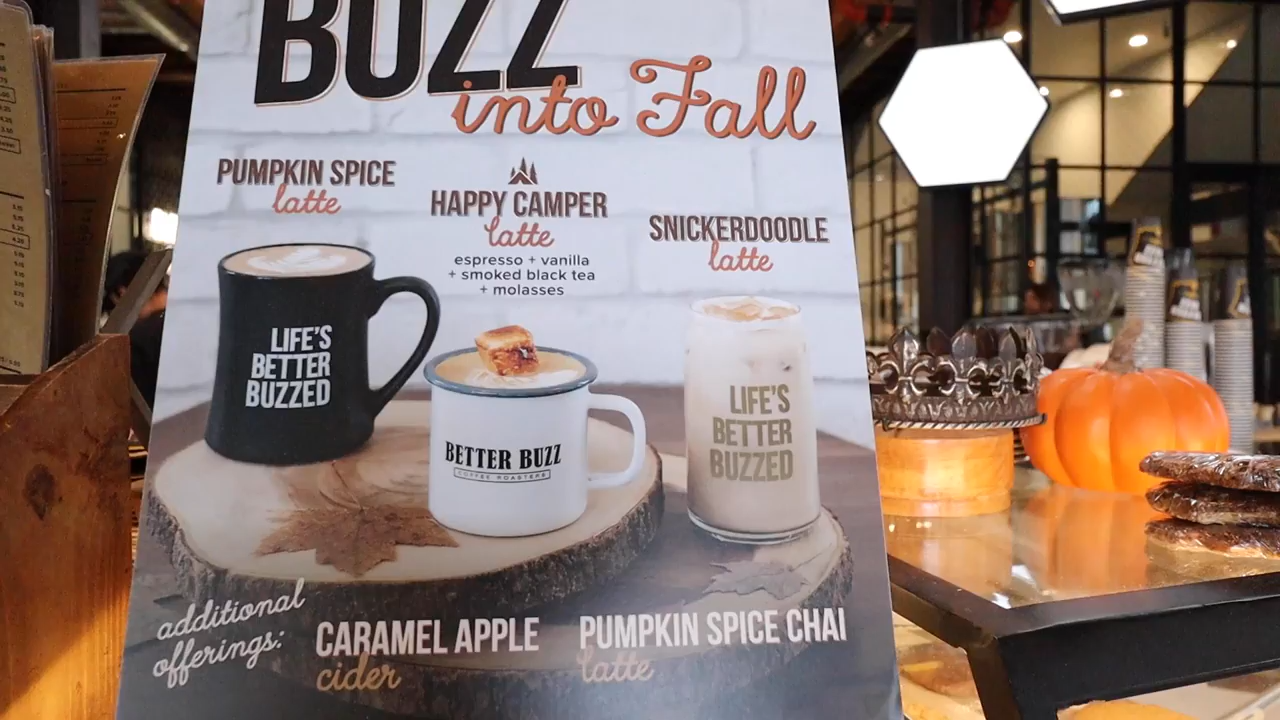 BUZZ
into Fall
PUMPKIN SPICE
latte
HAPPY CAMPER
latte
espresso + vanilla
+ smoked black tea
+ molasses
SNICKERDOODLE
latte
LIFE'S
BETTER
BUZZED
BETTER BUZZ
COFFEE ROASTERS
LIFE'S
BETTER
BUZZED
additional
offerings:
CARAMEL APPLE
cider
PUMPKIN SPICE CHAI
latte